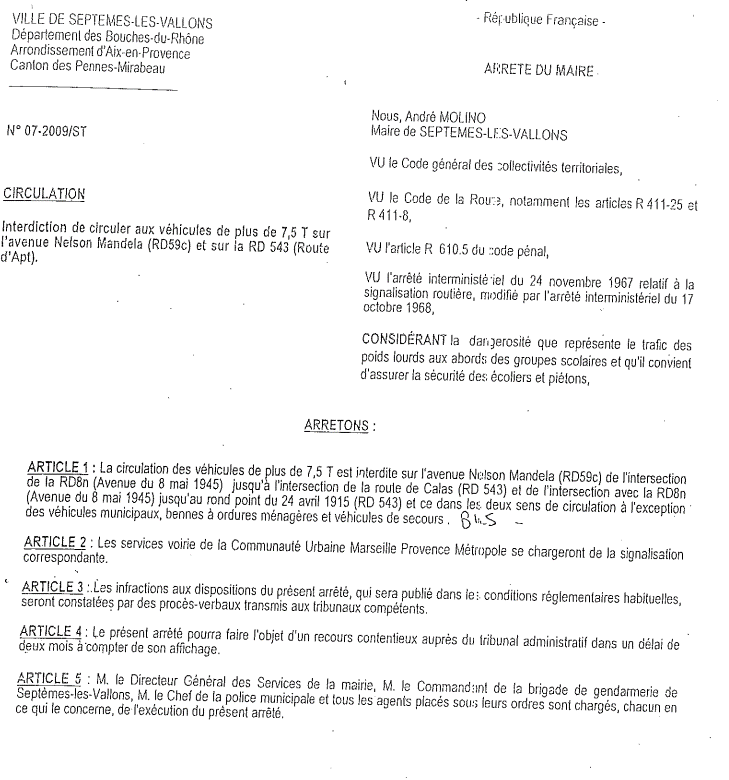 VILLE DE SEPTEMES-LES-VALLONS
Département des Bouches-du-Rhône
Arrondissement d'Aix-en-Provence
Canton des Pennes-Mirabeau
- République Française -
ARRETE DU MAIRE
N° 07-2009/ST
Nous, André MOLINO
Maire de SEPTEMES-LES-VALLONS
VU le Code général des collectivités territoriales,
CIRCULATION
Interdiction de circuler aux véhicules de plus de 7,5 T sur
l'avenue Nelson Mandela (RD59c) et sur la RD 543 (Route
d'Apt).
VU le Code de la Route, notamment les articles R 411-25 et
R 411-8,
VU l'article R 610.5 du code pénal,
VU l'arrêté interministériel du 24 novembre 1967 relatif à la
signalisation routière, modifié par l'arrêté interministériel du 17
octobre 1968,
CONSIDÉRANT la dangerosité que représente le trafic des
poids lourds aux abords des groupes scolaires et qu'il convient
d'assurer la sécurité des écoliers et piétons,
ARRETONS :
ARTICLE 1 : La circulation des véhicules de plus de 7,5 T est interdite sur l'avenue Nelson Mandela (RD59c) de l'intersection
de la RD8n (Avenue du 8 mai 1945) jusqu'à l'intersection de la route de Calas (RD 543) et de l'intersection avec la RD8n
(Avenue du 8 mai 1945) jusqu'au rond point du 24 avril 1915 (RD 543) et ce dans les deux sens de circulation à l'exception
des véhicules municipaux, bennes à ordures ménagères et véhicules de secours. BUS -
ARTICLE 2 : Les services voirie de la Communauté Urbaine Marseille Provence Métropole se chargeront de la signalisation
correspondante.
ARTICLE 3 : Les infractions aux dispositions du présent arrêté, qui sera publié dans les conditions réglementaires habituelles,
seront constatées par des procès-verbaux transmis aux tribunaux compétents.
ARTICLE 4 : Le présent arrêté pourra faire l'objet d'un recours contentieux auprès du tribunal administratif dans un délai de
deux mois à compter de son affichage.
ARTICLE 5 : M. le Directeur Général des Services de la mairie, M. le Commandant de la brigade de gendarmerie de
Septèmes-les-Vallons, M. le Chef de la police municipale et tous les agents placés sous leurs ordres sont chargés, chacun en
ce qui le concerne, de l'exécution du présent arrêté.